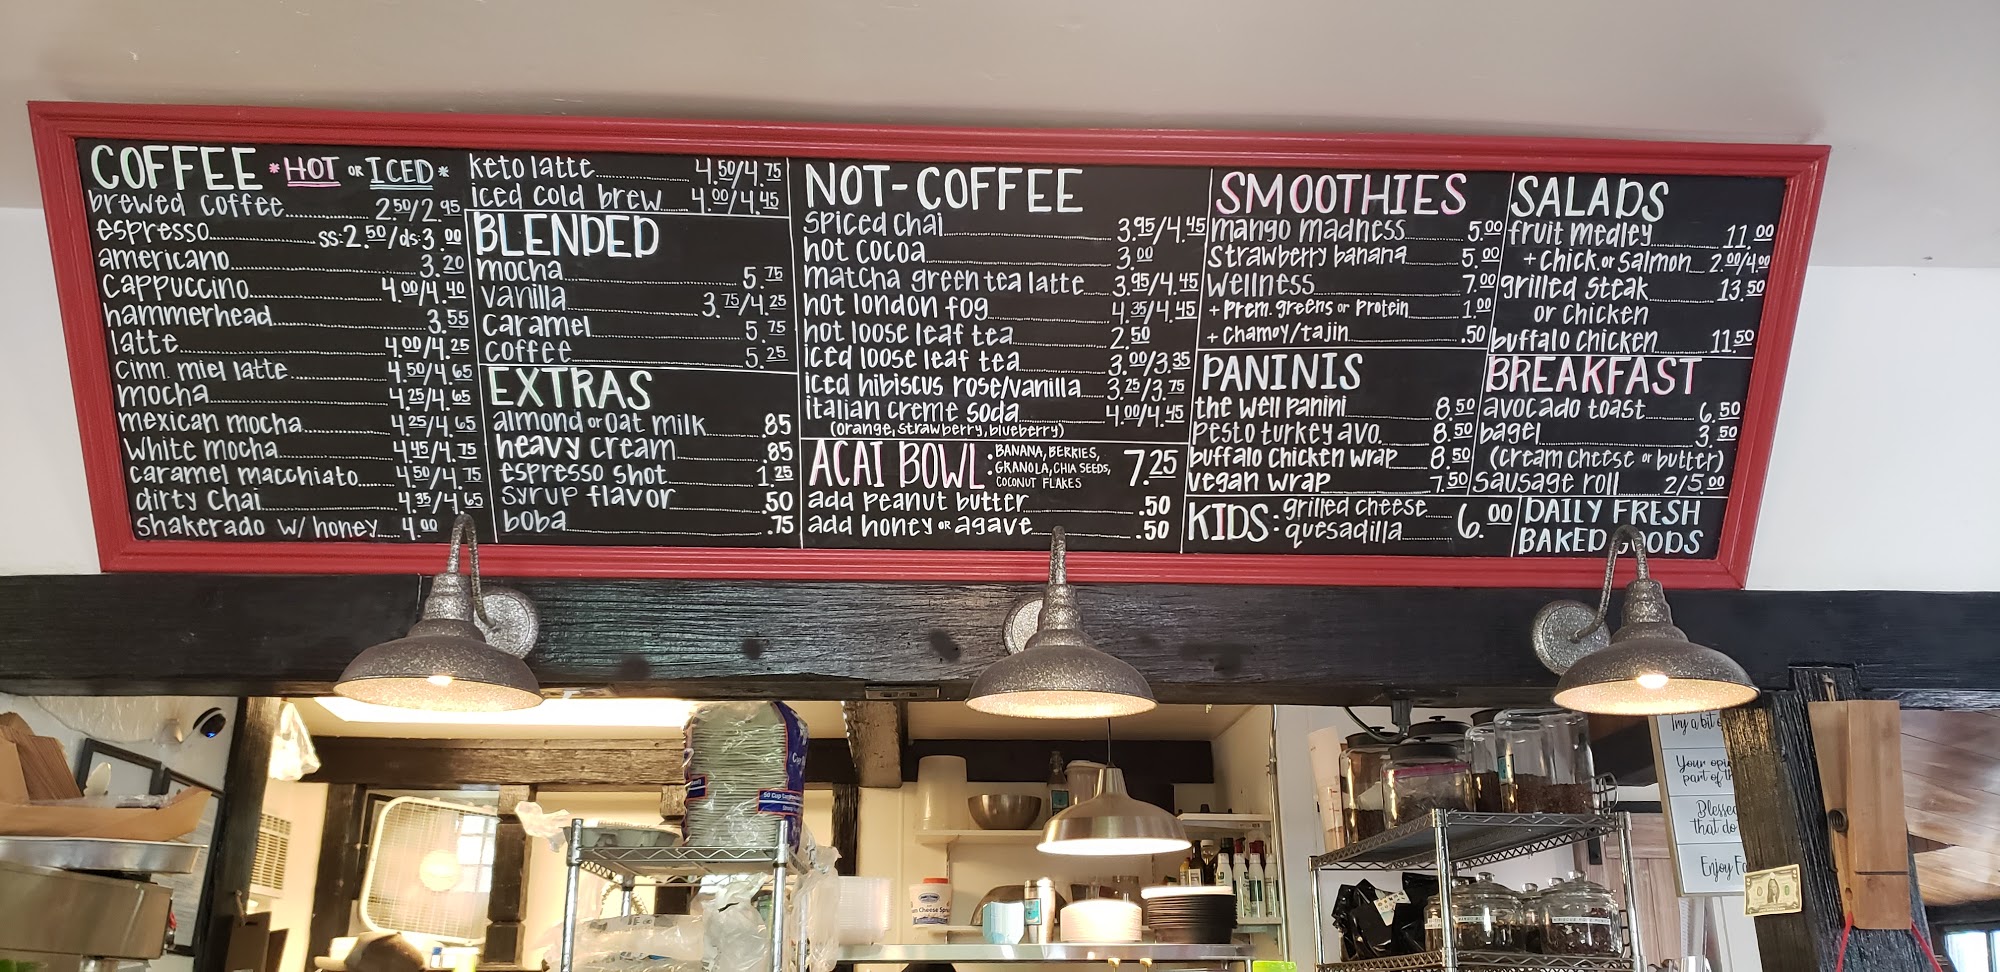 COFFEE *HOT OR ICED*
brewed coffee 2.50/2.95
espresso ss:2.50/ds:3.00
americano 3.20
cappuccino 4.00/4.40
hammerhead 3.55
latte 4.00/4.25
cinn. miel latte 4.50/4.65
mocha 4.25/4.65
mexican mocha 4.25/4.65
white mocha 4.45/4.75
caramel macchiato 4.50/4.75
dirty chai 4.35/4.65
shakerado w/ honey 4.00
keto latte 4.50/4.75
iced cold brew 4.00/4.45
BLENDED
mocha 5.75
vanilla 3.75/4.25
caramel 5.75
coffee 5.25
EXTRAS
almond or oat milk .85
heavy cream .85
espresso shot 1.25
syrup flavor .50
boba .75
NOT-COFFEE
spiced chai 3.95/4.45
hot cocoa 3.00
matcha green tea latte 3.95/4.45
hot london fog 4.35/4.45
hot loose leaf tea 2.50
iced loose leaf tea 3.00/3.35
iced hibiscus rose/vanilla 3.25/3.75
italian creme soda 4.00/4.45
(orange, strawberry, blueberry)
ACAI BOWL: BANANA, BERRIES,
GRANOLA, CHIA SEEDS,
COCONUT FLAKES 7.25
add peanut butter .50
add honey or agave .50
SMOOTHIES
mango madness 5.00
strawberry banana 5.00
wellness 7.00
+ prem. greens or protein 1.00
+ chamoy/tajin .50
PANINIS
the well panini 8.50
pesto turkey avo. 8.50
buffalo chicken wrap 8.50
vegan wrap 7.50
KIDS: grilled cheese
quesadilla 6.00
SALADS
fruit medley 11.00
+ chick. or salmon 2.00/4.00
grilled steak 13.50
or chicken
buffalo chicken 11.50
BREAKFAST
avocado toast 6.50
bagel 3.50
(cream cheese or butter)
sausage roll 2/5.00
DAILY FRESH
BAKED GOODS
Try a bit
Your
part of
Blessed
that do
Enjoy